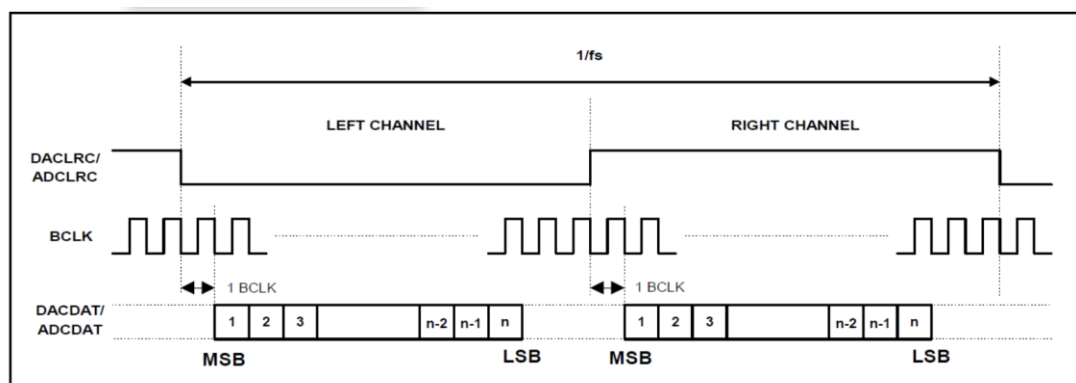 1/fs
LEFT CHANNEL RIGHT CHANNEL
DACLRC/
ADCLRC
BCLK
1 BCLK 1 BCLK
DACDAT/
ADCDAT
1 2 3 n-2 n-1 n 1 2 3 n-2 n-1 n
MSB LSB MSB LSB